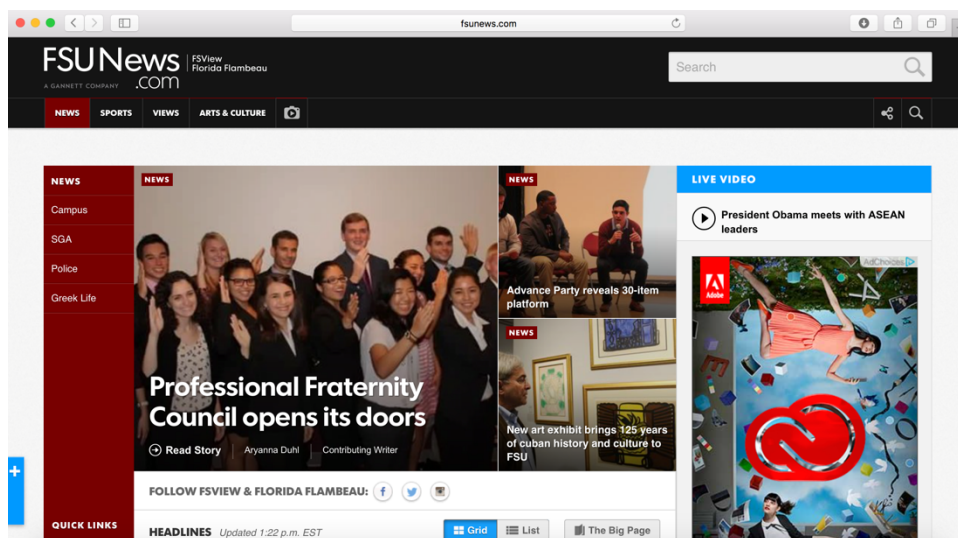 fsunews.com
FSUNews
.com
A GANNETT COMPANY
FSView
Florida Flambeau
Search
NEWS
SPORTS
VIEWS
ARTS & CULTURE
NEWS
Campus
SGA
Police
Greek Life
QUICK LINKS
NEWS
Professional Fraternity
Council opens its doors
Read Story
Aryanna Duhl
Contributing Writer
NEWS
Advance Party reveals 30-item
platform
NEWS
New art exhibit brings 125 years
of cuban history and culture to
FSU
LIVE VIDEO
President Obama meets with ASEAN
leaders
AdChoices
Adobe
FOLLOW FSVIEW & FLORIDA FLAMBEAU:
HEADLINES Updated 1:22 p.m. EST
Grid
List
The Big Page